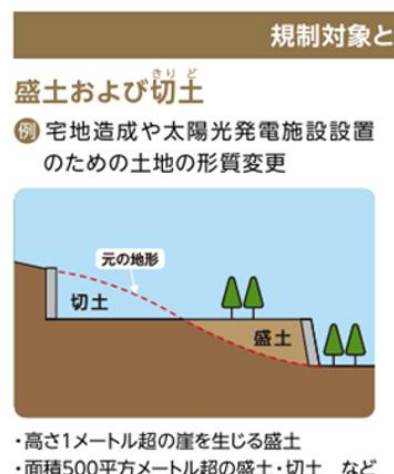 規制対象と
盛土および切土
きりど
例 宅地造成や太陽光発電施設設置
のための土地の形質変更
元の地形
切土
盛土
・高さ1メートル超の崖を生じる盛土
・面積500平方メートル超の盛土・切土 など